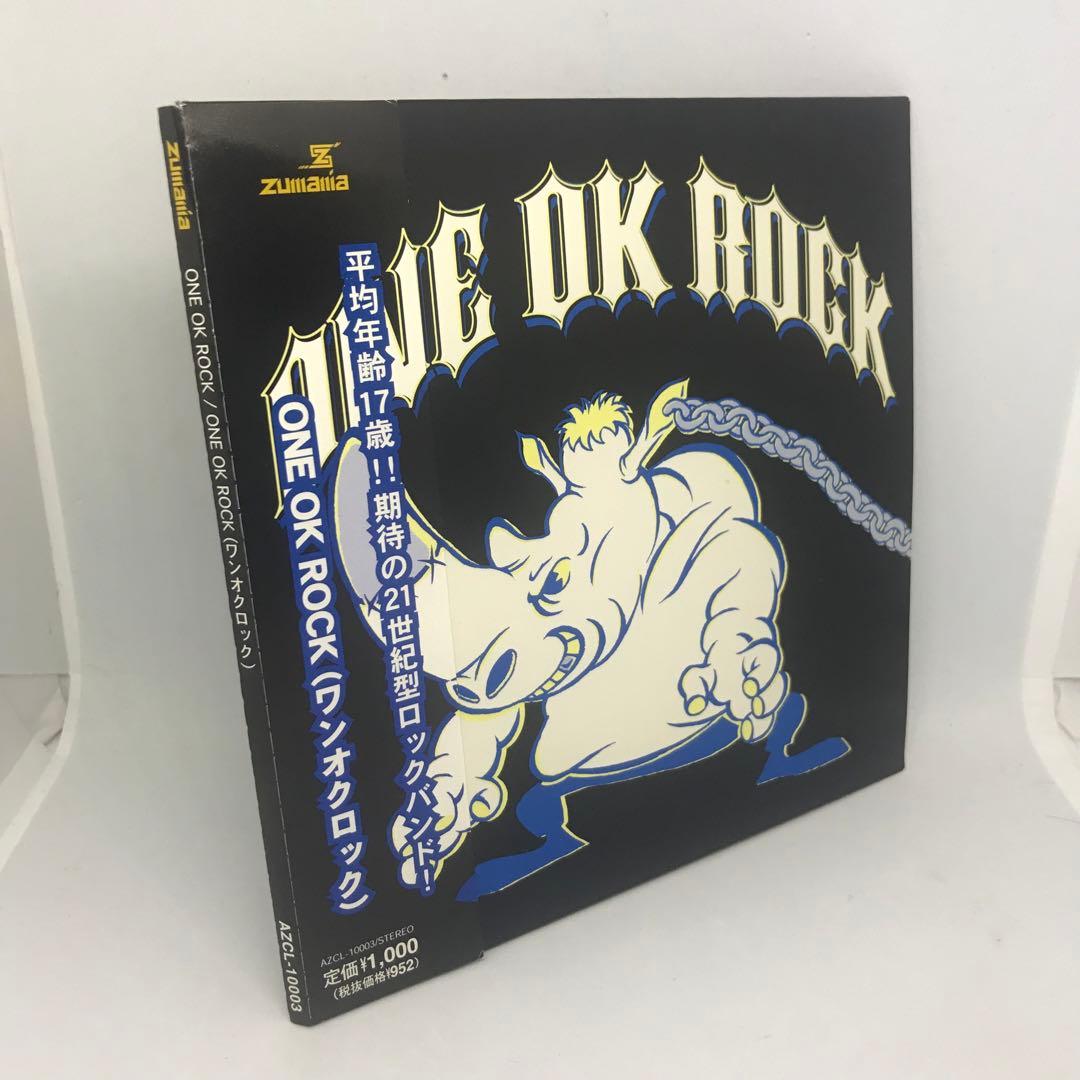 zumania
ONE OK ROCK / ONE OK ROCK (ワンオクロック)
AZCL-10003
Z
zumania
ONE OK ROCK
平均年齢17歳!!期待の21世紀型ロックバンド!
ONE OK ROCK (ワンオクロック)
AZCL-10003/STEREO
定価¥1,000
(税抜価格¥952)